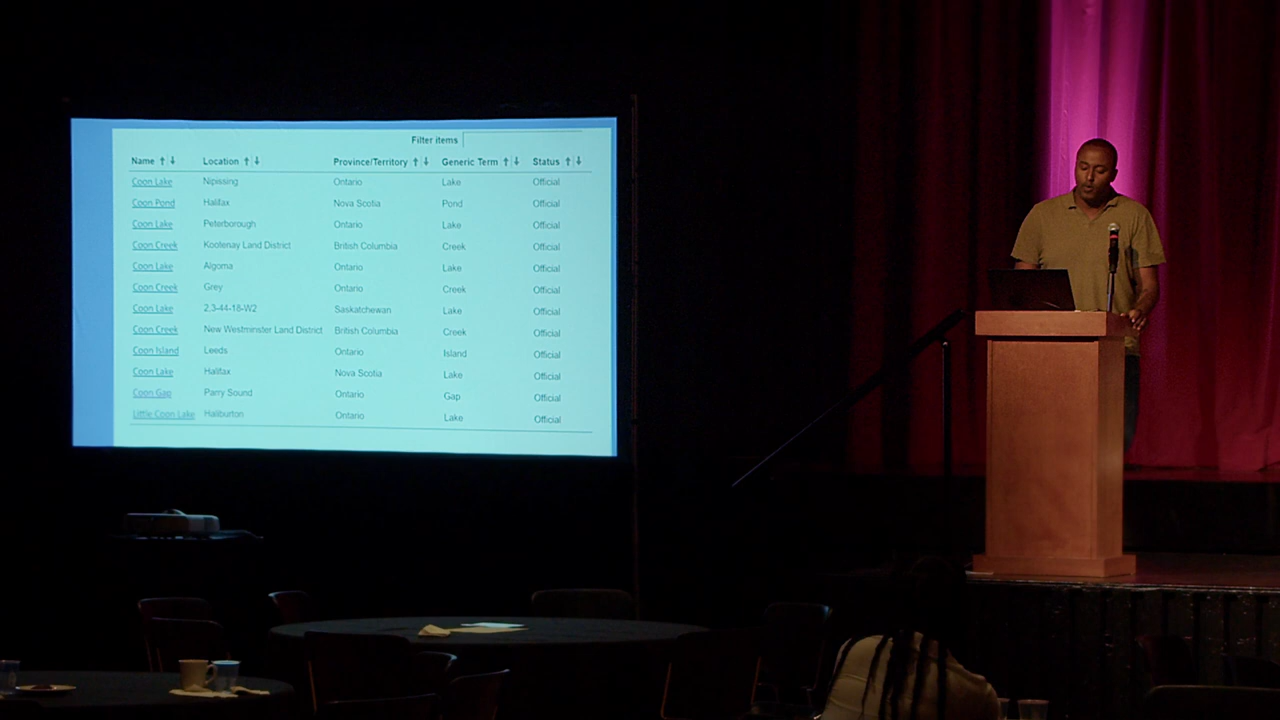 Filter items
Name Location Province/Territory Generic Term Status
Coon Lake Nipissing Ontario Lake Official
Coon Pond Halifax Nova Scotia Pond Official
Coon Lake Peterborough Ontario Lake Official
Coon Creek Kootenay Land District British Columbia Creek Official
Coon Lake Algoma Ontario Lake Official
Coon Creek Grey Ontario Creek Official
Coon Lake 2,3-44-18-W2 Saskatchewan Lake Official
Coon Creek New Westminster Land District British Columbia Creek Official
Coon Island Leeds Ontario Island Official
Coon Lake Halifax Nova Scotia Lake Official
Coon Gap Parry Sound Ontario Gap Official
Little Coon Lake Haliburton Ontario Lake Official